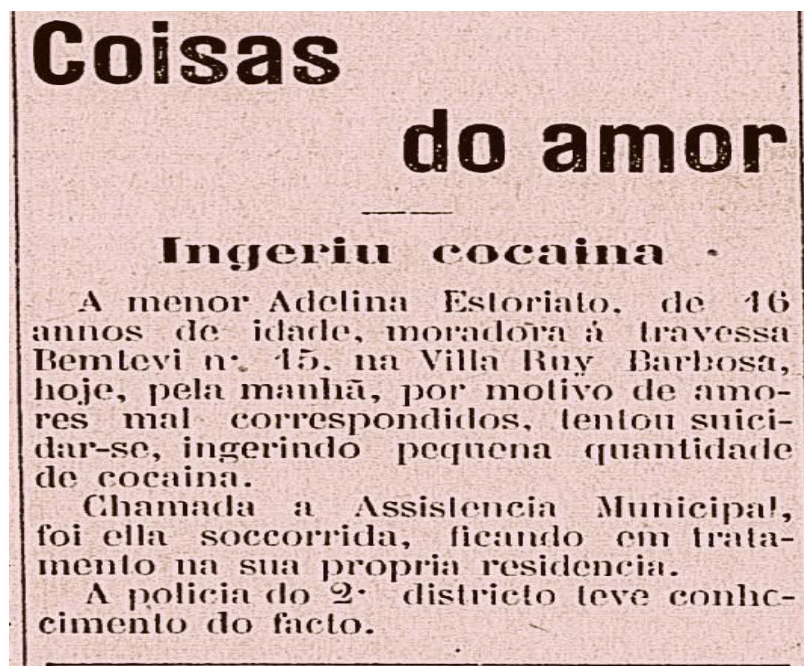 Coisas
do amor
Ingeriu cocaina
A menor Adelina Estoriato, de 16
annos de idade, moradora á travessa
Bemtevi n. 15, na Villa Ruy Barbosa,
hoje, pela manhã, por motivo de amo-
res mal correspondidos, tentou suici-
dar-se, ingerindo pequena quantidade
de cocaina.
Chamada a Assistencia Municipal,
foi ella soccorrida, ficando em trata-
mento na sua propria residencia.
A policia do 2º districto teve conhe-
cimento do facto.